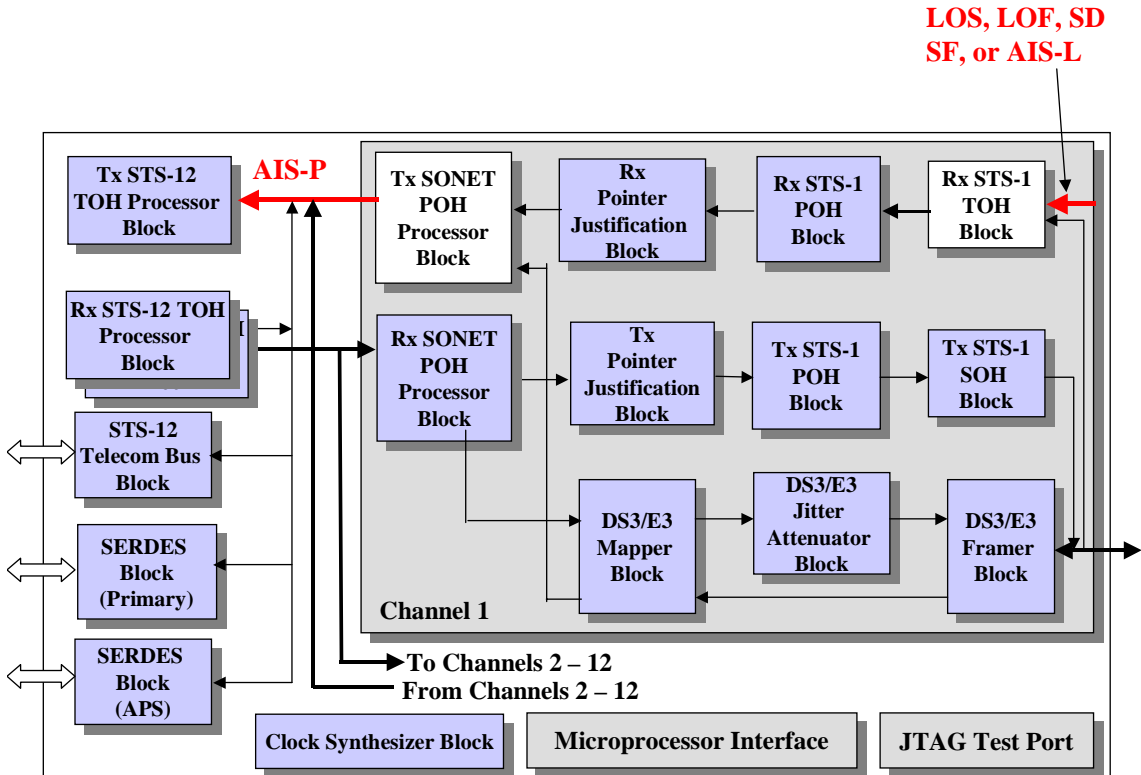 LOS, LOF, SD
SF, or AIS-L
Tx STS-12
TOH Processor
Block
AIS-P
Tx SONET
POH
Processor
Block
Rx
Pointer
Justification
Block
Rx STS-1
POH
Block
Rx STS-1
TOH
Block
Rx STS-12 TOH
Processor
Block
Rx SONET
POH
Processor
Block
Tx
Pointer
Justification
Block
Tx STS-1
POH
Block
Tx STS-1
SOH
Block
STS-12
Telecom Bus
Block
DS3/E3
Mapper
Block
DS3/E3
Jitter
Attenuator
Block
DS3/E3
Framer
Block
SERDES
Block
(Primary)
Channel 1
SERDES
Block
(APS)
To Channels 2 – 12
From Channels 2 – 12
Clock Synthesizer Block
Microprocessor Interface
JTAG Test Port